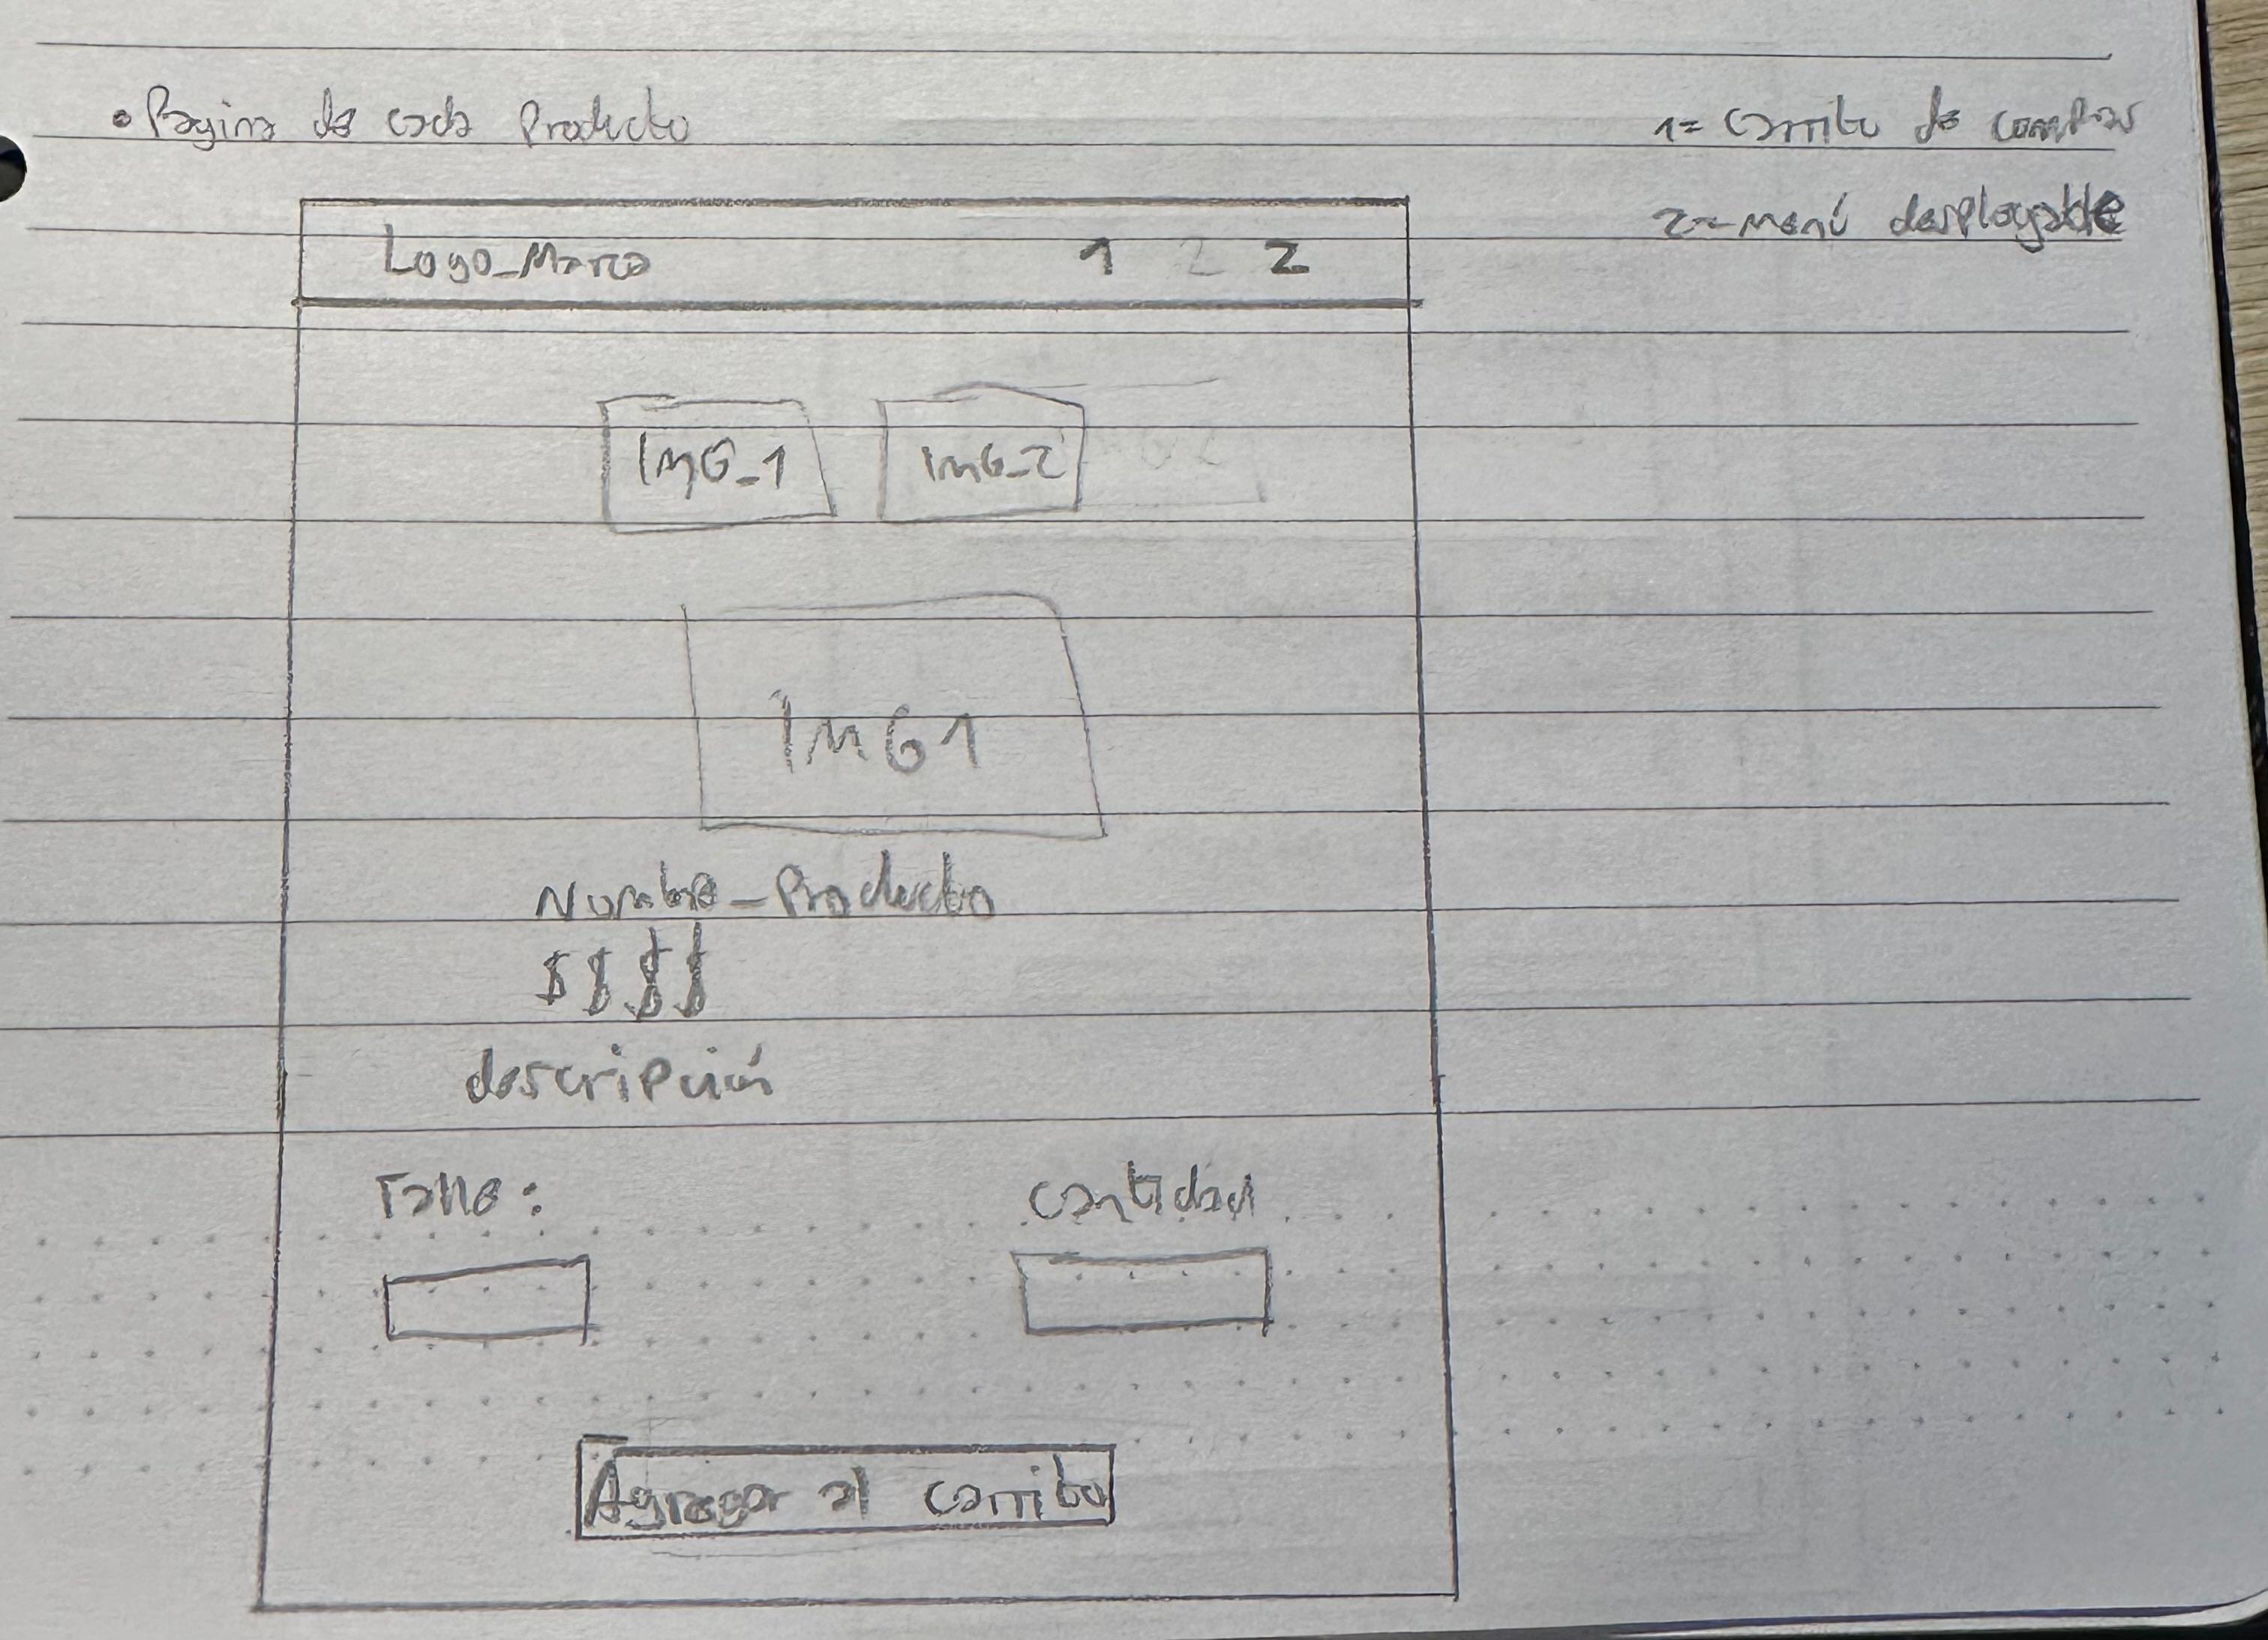 • Pagina de cada Producto
1= Carrito de compras
2= Menú desplegable
Logo_Marca 1 2 2
IMG_1 IMG_2
IMG1
Nombre_Producto
$$$$
descripción
Talle: Cantidad
Agregar al carrito